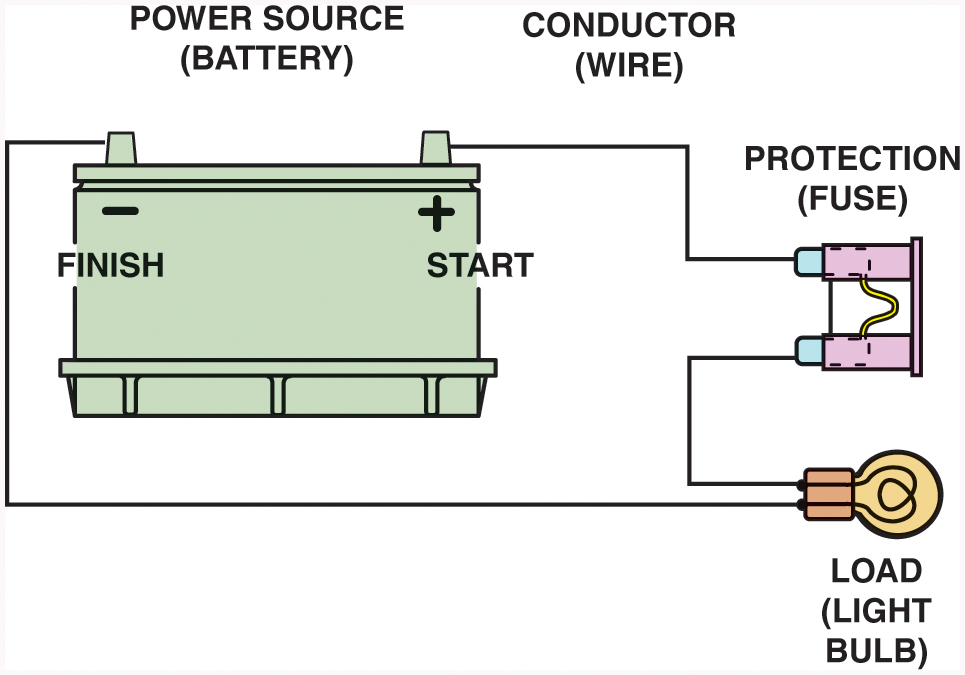 POWER SOURCE
(BATTERY)
CONDUCTOR
(WIRE)
PROTECTION
(FUSE)
− +
FINISH START
LOAD
(LIGHT
BULB)